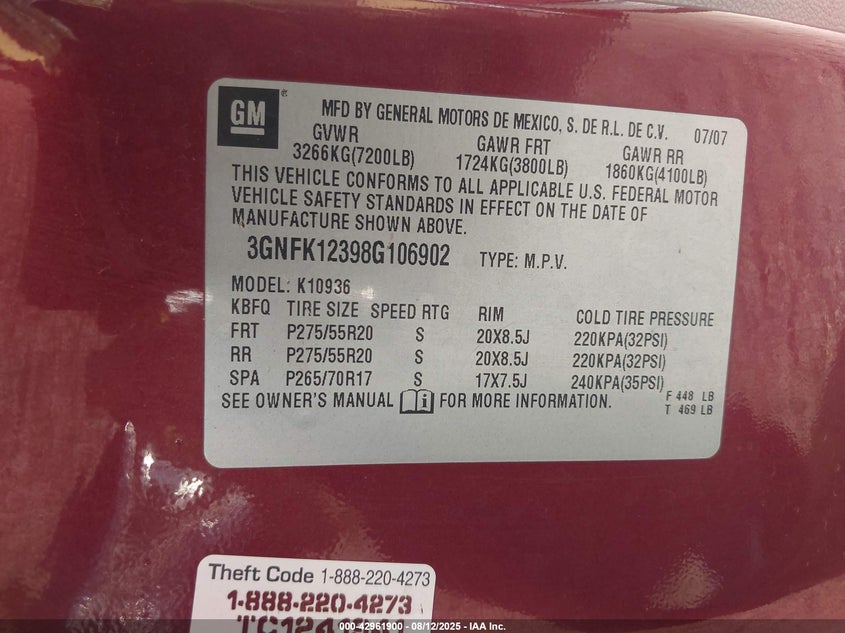 GM ® MFD BY GENERAL MOTORS DE MEXICO, S. DE R.L. DE C.V. 07/07
GVWR GAWR FRT GAWR RR
3266KG(7200LB) 1724KG(3800LB) 1860KG(4100LB)
THIS VEHICLE CONFORMS TO ALL APPLICABLE U.S. FEDERAL MOTOR
VEHICLE SAFETY STANDARDS IN EFFECT ON THE DATE OF
MANUFACTURE SHOWN ABOVE.
3GNFK12398G106902 TYPE: M.P.V.
MODEL: K10936
KBFQ TIRE SIZE SPEED RTG RIM COLD TIRE PRESSURE
FRT P275/55R20 S 20X8.5J 220KPA(32PSI)
RR P275/55R20 S 20X8.5J 220KPA(32PSI)
SPA P265/70R17 S 17X7.5J 240KPA(35PSI)
SEE OWNER'S MANUAL i FOR MORE INFORMATION.
F 448 LB
T 469 LB
Theft Code 1-888-220-4273
1-888-220-4273
000-42961900 - 08/12/2025 - IAA Inc.